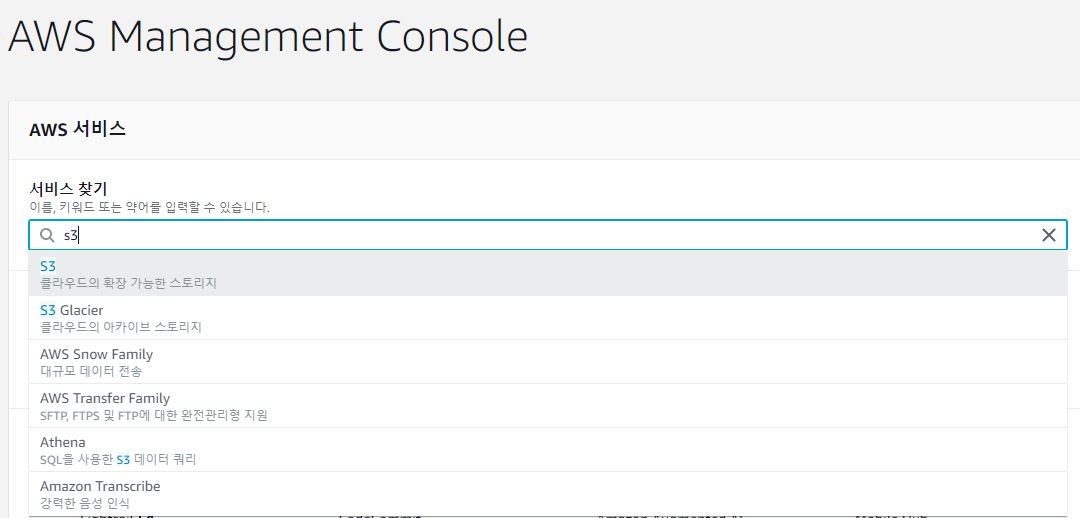 AWS Management Console
AWS 서비스
서비스 찾기
이름, 키워드 또는 약어를 입력할 수 있습니다.
s3
S3
클라우드의 확장 가능한 스토리지
S3 Glacier
클라우드의 아카이브 스토리지
AWS Snow Family
대규모 데이터 전송
AWS Transfer Family
SFTP, FTPS 및 FTP에 대한 완전관리형 지원
Athena
SQL을 사용한 S3 데이터 쿼리
Amazon Transcribe
강력한 음성 인식